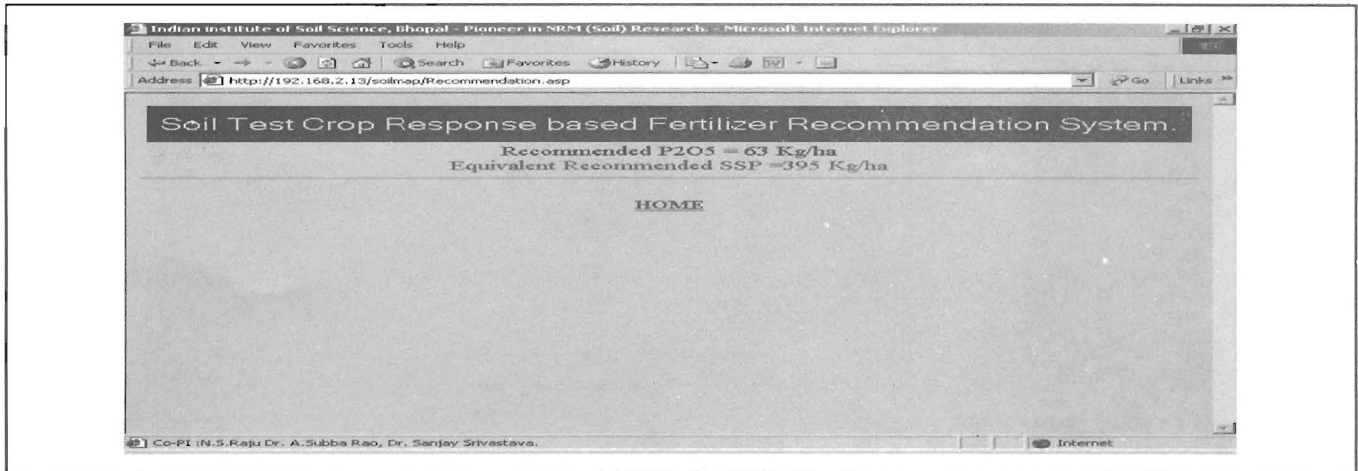 Indian institute of Soil Science, Bhopal - Pioneer in NRM (Soil) Research. - Microsoft Internet Explorer
File Edit View Favorites Tools Help
Back Search Favorites History
Address http://192.168.2.13/soilmap/Recommendation.asp Go Links »
Soil Test Crop Response based Fertilizer Recommendation System.
Recommended P2O5 = 63 Kg/ha
Equivalent Recommended SSP =395 Kg/ha
HOME
Co-PI :N.S.Raju Dr. A.Subba Rao, Dr. Sanjay Srivastava. Internet